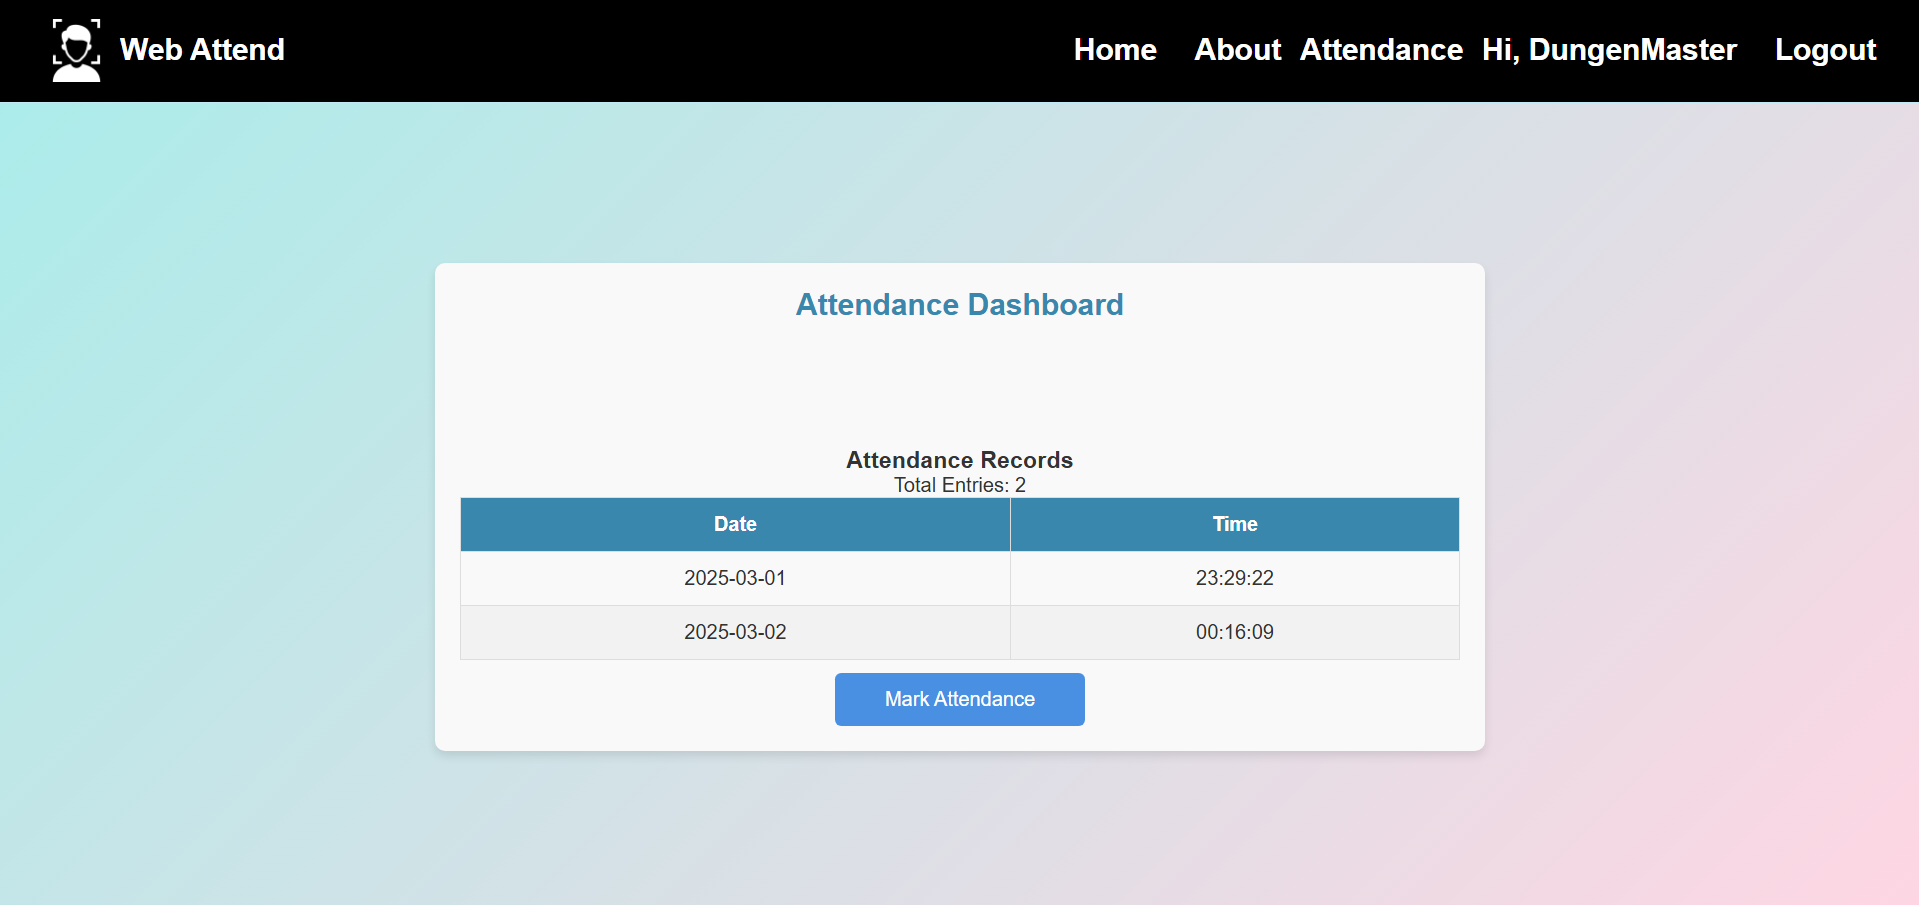 Web Attend
Home About Attendance Hi, DungenMaster Logout
Attendance Dashboard
Attendance Records
Total Entries: 2
Date Time
2025-03-01 23:29:22
2025-03-02 00:16:09
Mark Attendance